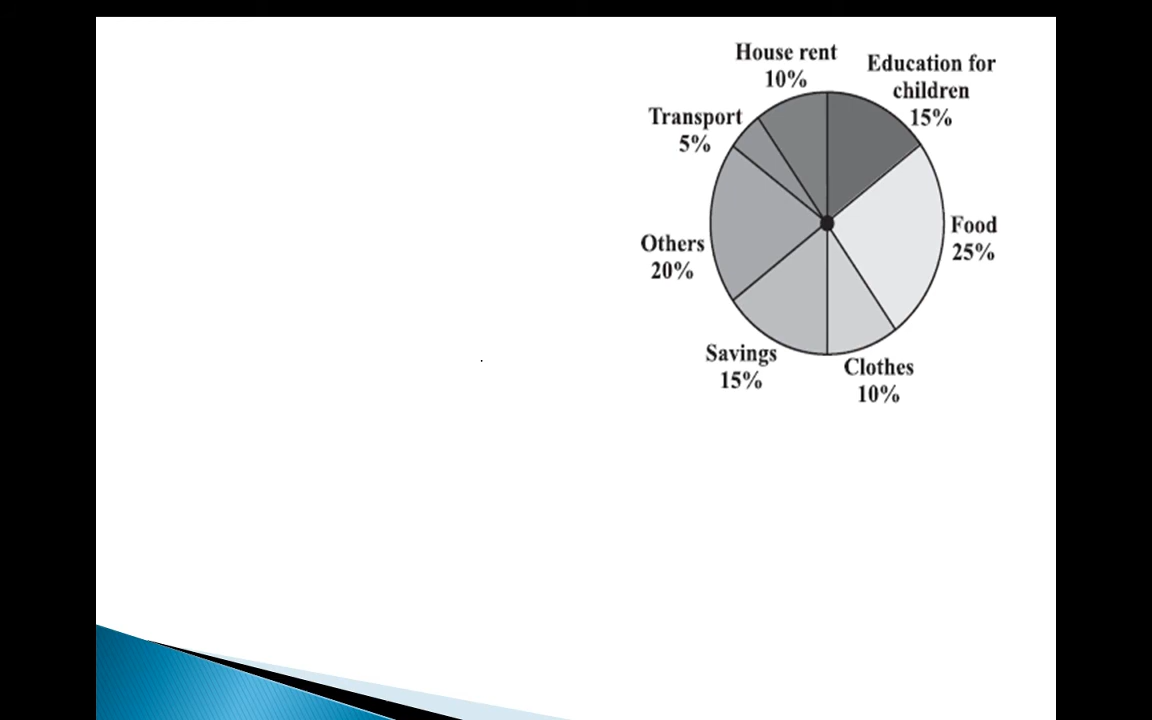 House rent
10%
Education for
children
15%
Transport
5%
Food
25%
Others
20%
Savings
15%
Clothes
10%